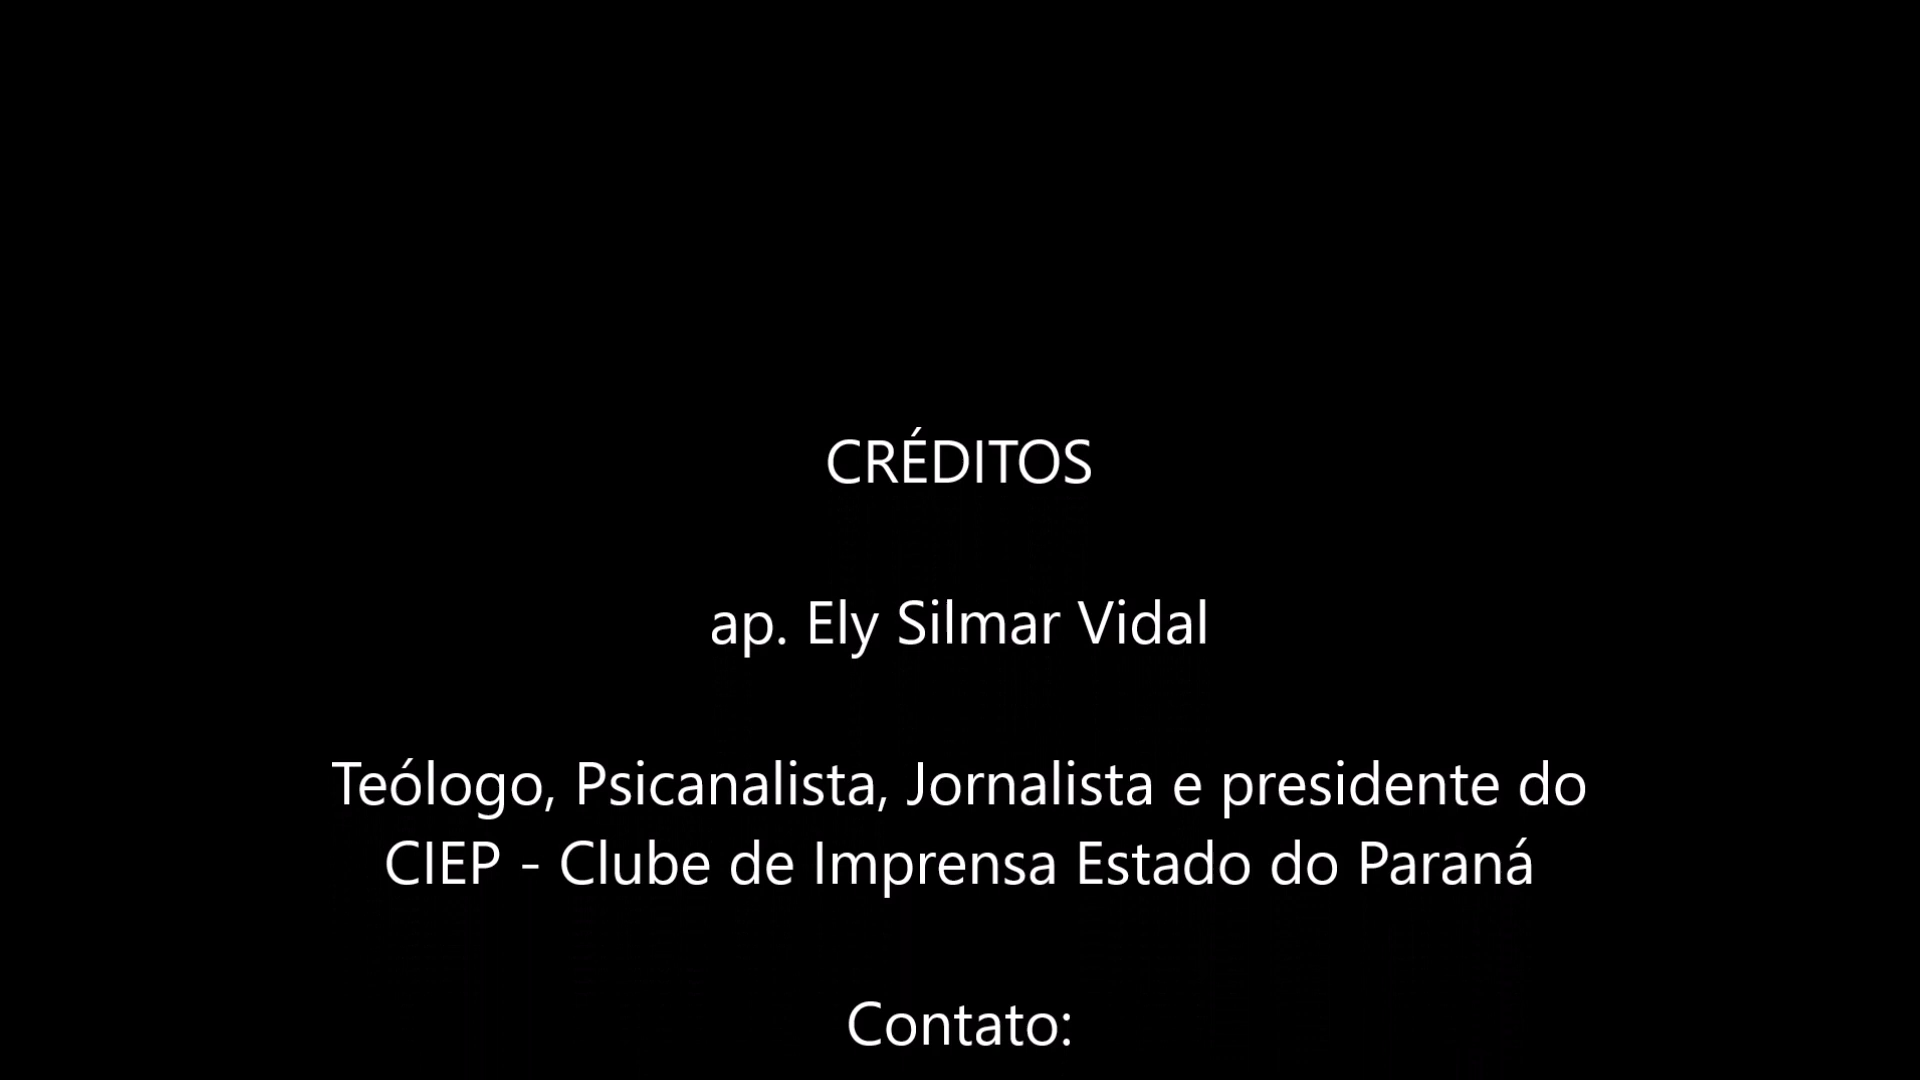 CRÉDITOS
ap. Ely Silmar Vidal
Teólogo, Psicanalista, Jornalista e presidente do
CIEP - Clube de Imprensa Estado do Paraná
Contato: